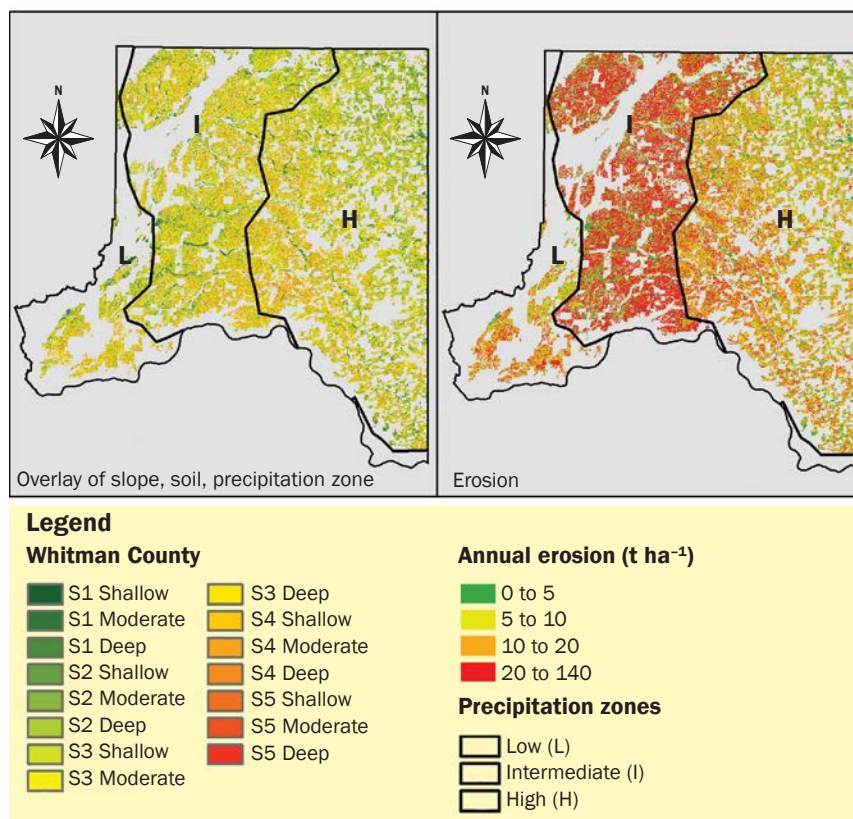 N
I
H
L
Overlay of slope, soil, precipitation zone
N
I
H
L
Erosion
Legend
Whitman County
S1 Shallow
S1 Moderate
S1 Deep
S2 Shallow
S2 Moderate
S2 Deep
S3 Shallow
S3 Moderate
S3 Deep
S4 Shallow
S4 Moderate
S4 Deep
S5 Shallow
S5 Moderate
S5 Deep
Annual erosion (t ha⁻¹)
0 to 5
5 to 10
10 to 20
20 to 140
Precipitation zones
Low (L)
Intermediate (I)
High (H)